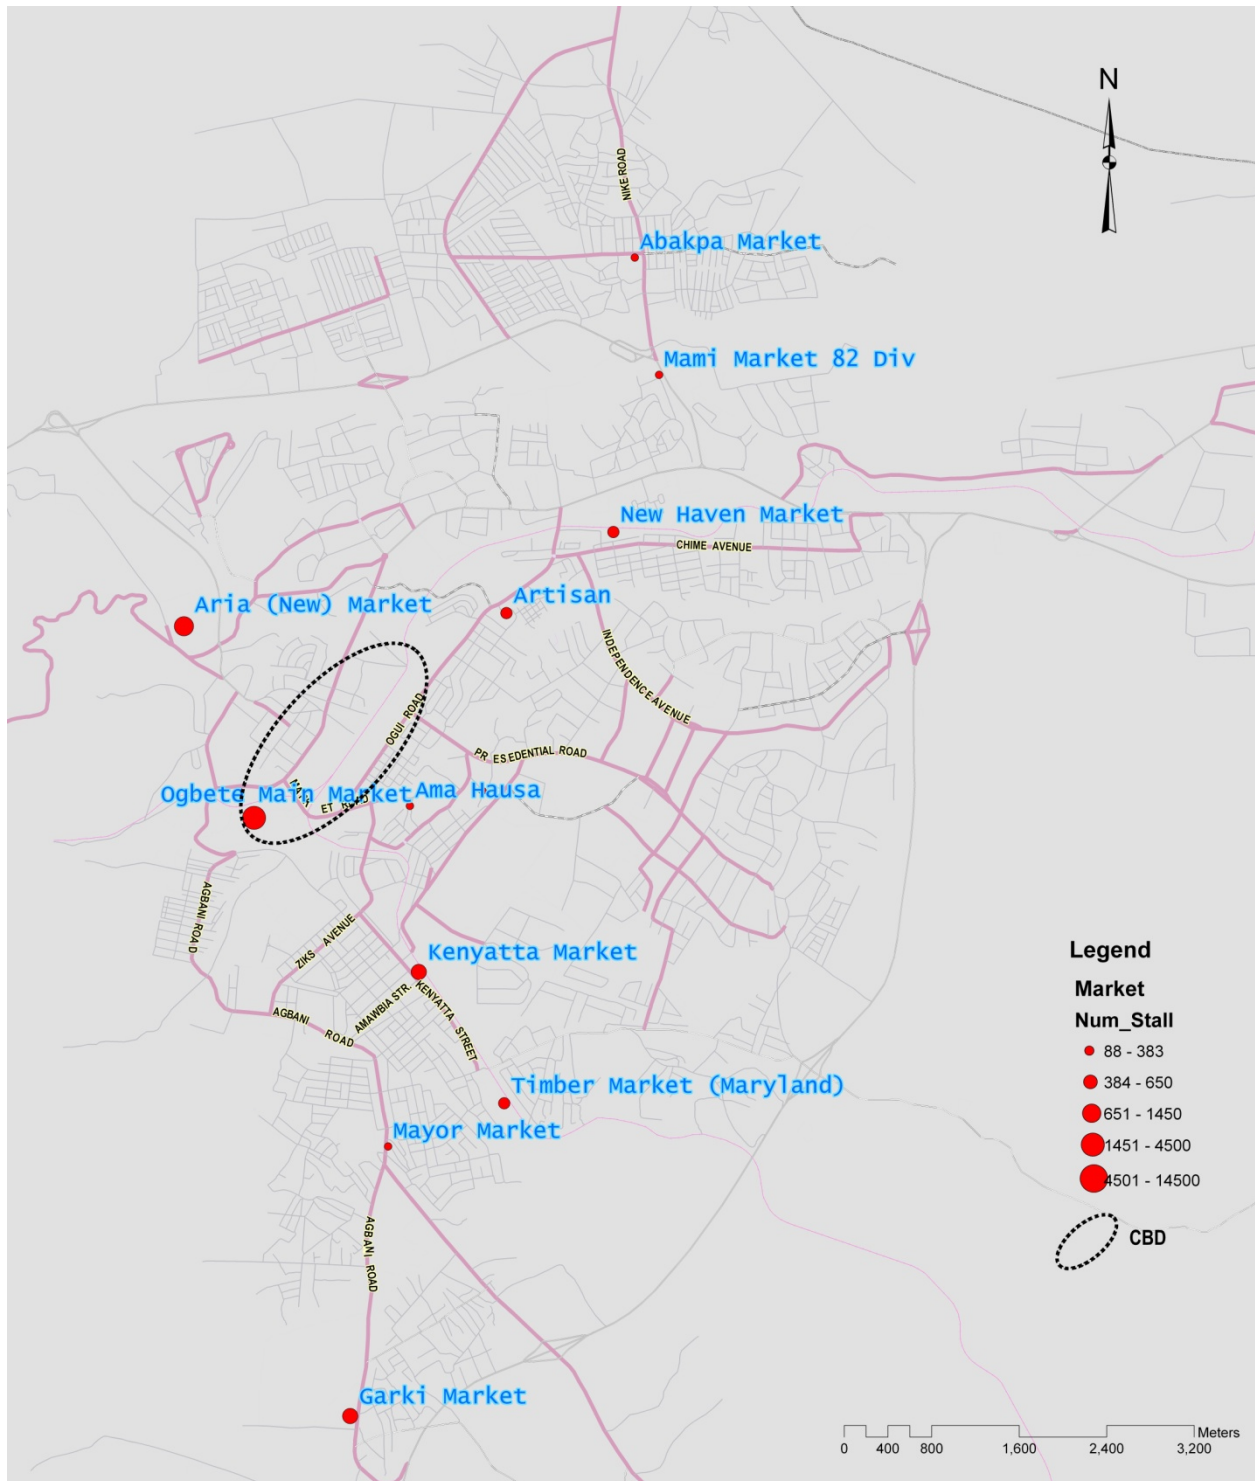 N
NIKE ROAD
Abakpa Market
Mami Market 82 Div
New Haven Market
CHIME AVENUE
Artisan
Aria (New) Market
INDEPENDENCE AVENUE
OGUI ROAD
PR ES EDENTIAL ROAD
Ogbete Main Market
ET
Ama Hausa
AGBANI ROAD
ZIKS AVENUE
Kenyatta Market
AMAWBIA STR.
KENYATTA STREET
AGBANI ROAD
Timber Market (Maryland)
Mayor Market
AGBANI ROAD
Garki Market
Legend
Market
Num_Stall
88 - 383
384 - 650
651 - 1450
1451 - 4500
4501 - 14500
CBD
Meters
0 400 800 1,600 2,400 3,200